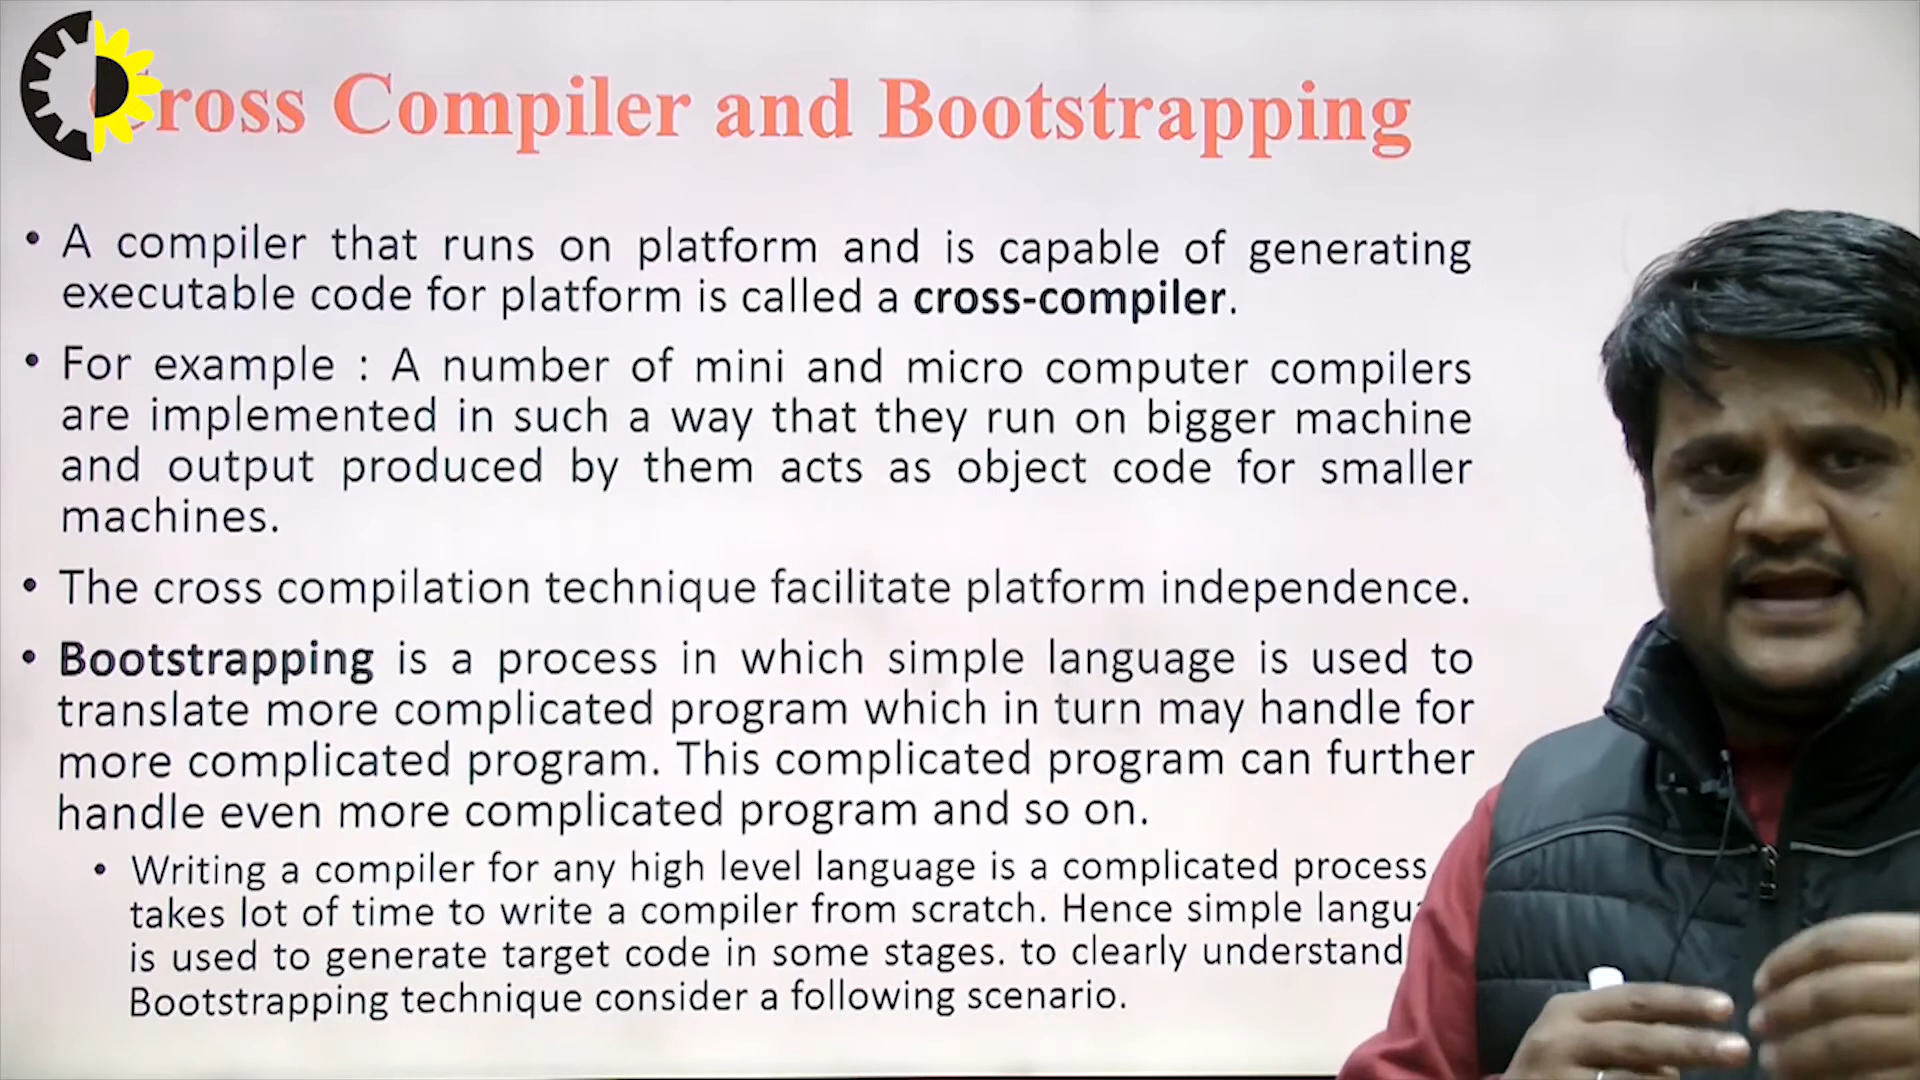 Cross Compiler and Bootstrapping
• A compiler that runs on platform and is capable of generating
executable code for platform is called a cross-compiler.
• For example : A number of mini and micro computer compilers
are implemented in such a way that they run on bigger machine
and output produced by them acts as object code for smaller
machines.
• The cross compilation technique facilitate platform independence.
• Bootstrapping is a process in which simple language is used to
translate more complicated program which in turn may handle for
more complicated program. This complicated program can further
handle even more complicated program and so on.
• Writing a compiler for any high level language is a complicated process
takes lot of time to write a compiler from scratch. Hence simple
is used to generate target code in some stages. to clearly understand
Bootstrapping technique consider a following scenario.